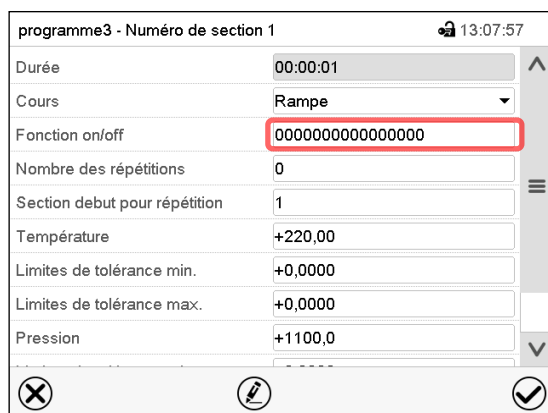 programme3 - Numéro de section 1 13:07:57
Durée 00:00:01
Cours Rampe
Fonction on/off 0000000000000000
Nombre des répétitions 0
Section debut pour répétition 1
Température +220,00
Limites de tolérance min. +0,0000
Limites de tolérance max. +0,0000
Pression +1100,0